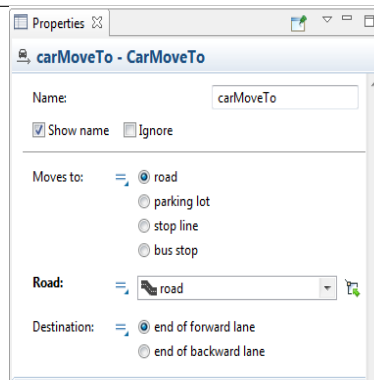 Properties
carMoveTo - CarMoveTo
Name: carMoveTo
Show name Ignore
Moves to: road
parking lot
stop line
bus stop
Road: road
Destination: end of forward lane
end of backward lane